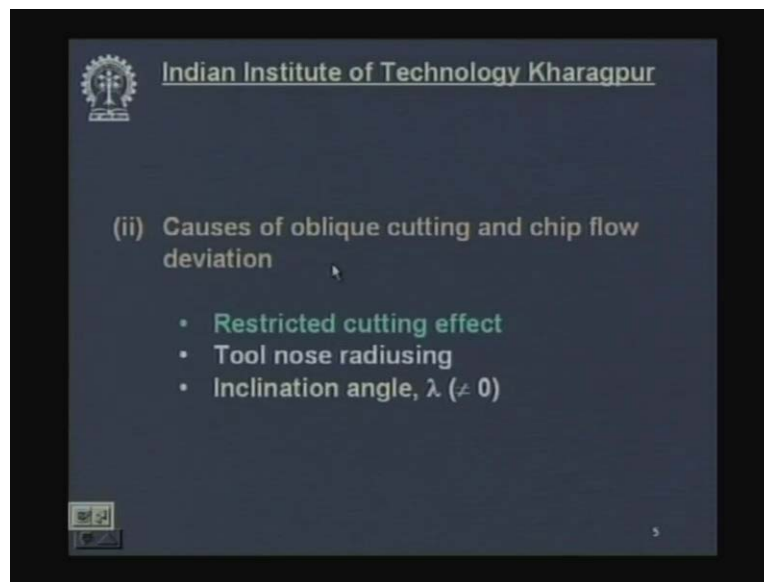 Indian Institute of Technology Kharagpur
(ii) Causes of oblique cutting and chip flow
deviation
• Restricted cutting effect
• Tool nose radiusing
• Inclination angle, λ (≠ 0)
5